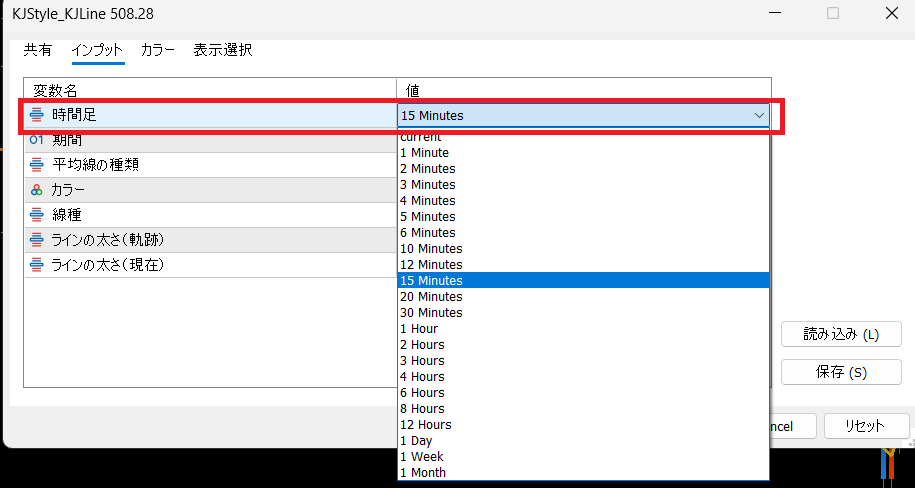 KJStyle_KJLine 508.28
共有 インプット カラー 表示選択
変数名 値
時間足 15 Minutes
期間 current
1 Minute
平均線の種類 2 Minutes
3 Minutes
カラー 4 Minutes
線種 5 Minutes
6 Minutes
ラインの太さ(軌跡) 10 Minutes
ラインの太さ(現在) 12 Minutes
15 Minutes
20 Minutes
30 Minutes
1 Hour
読み込み (L)
2 Hours
3 Hours
4 Hours
保存 (S)
6 Hours
8 Hours
12 Hours
ncel リセット
1 Day
1 Week
1 Month